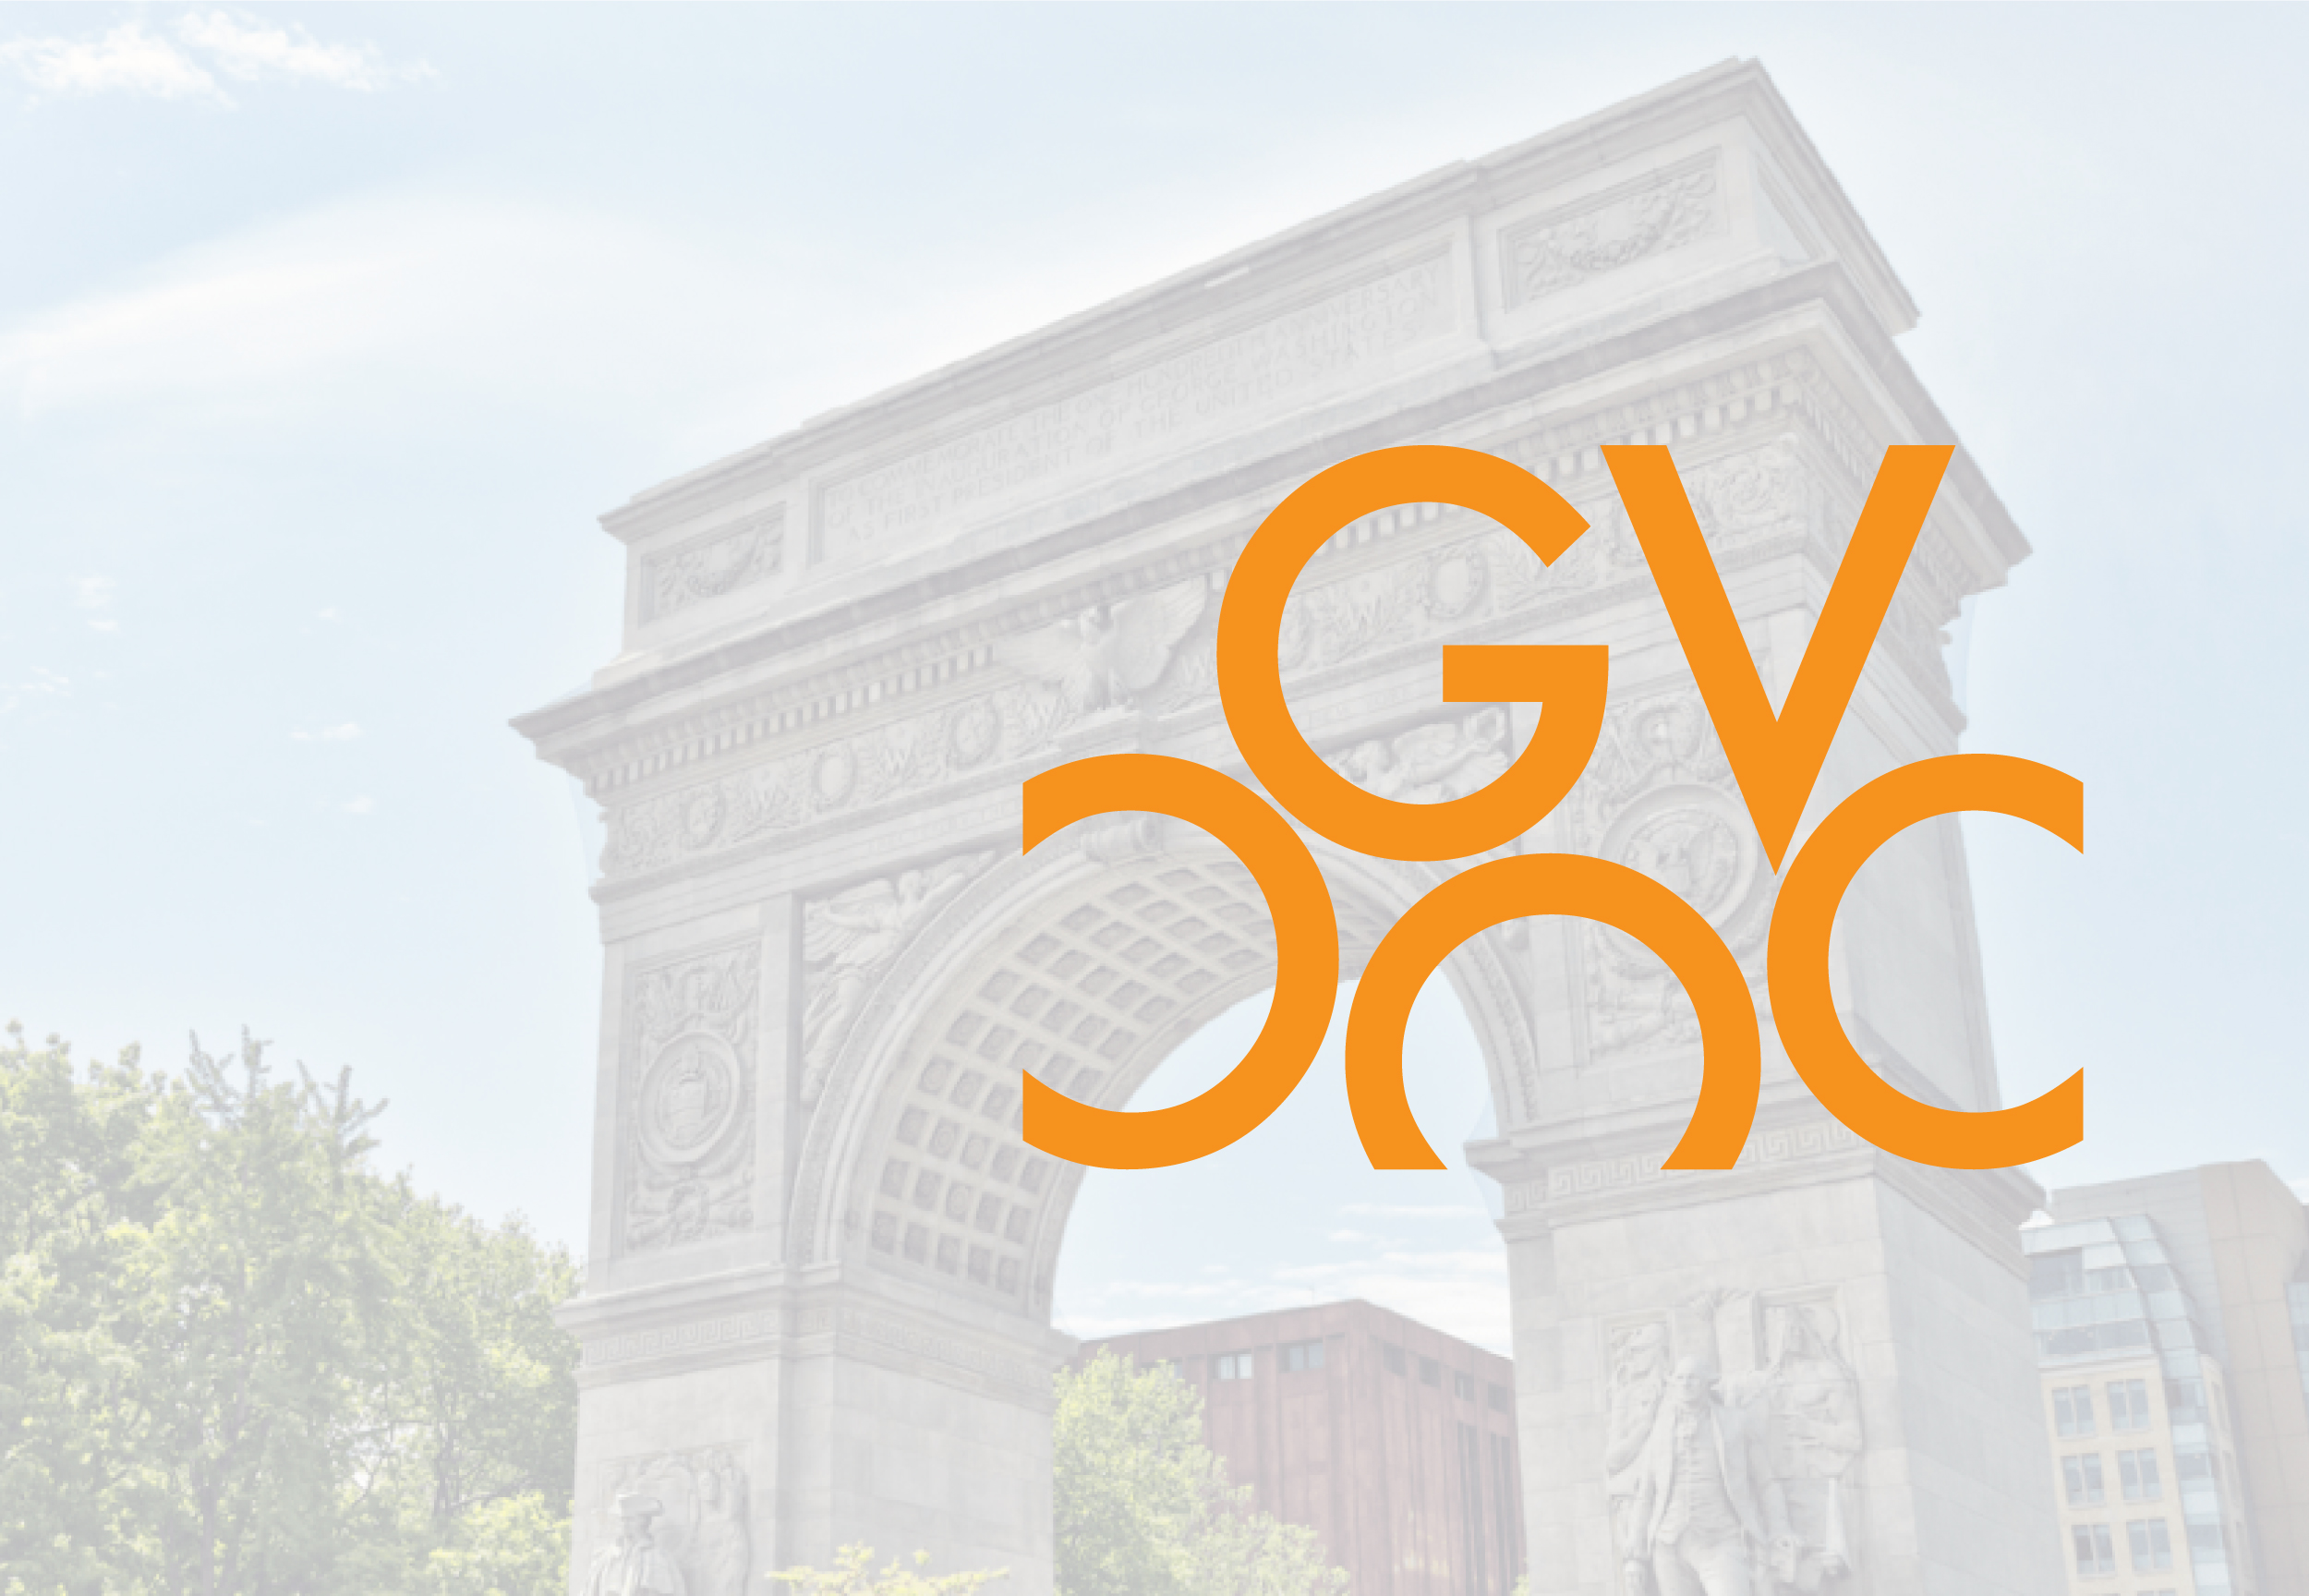 TO COMMEMORATE THE ONE HUNDREDTH ANNIVERSARY
OF THE INAUGURATION OF GEORGE WASHINGTON
AS FIRST PRESIDENT OF THE UNITED STATES
GV
W W W W W W